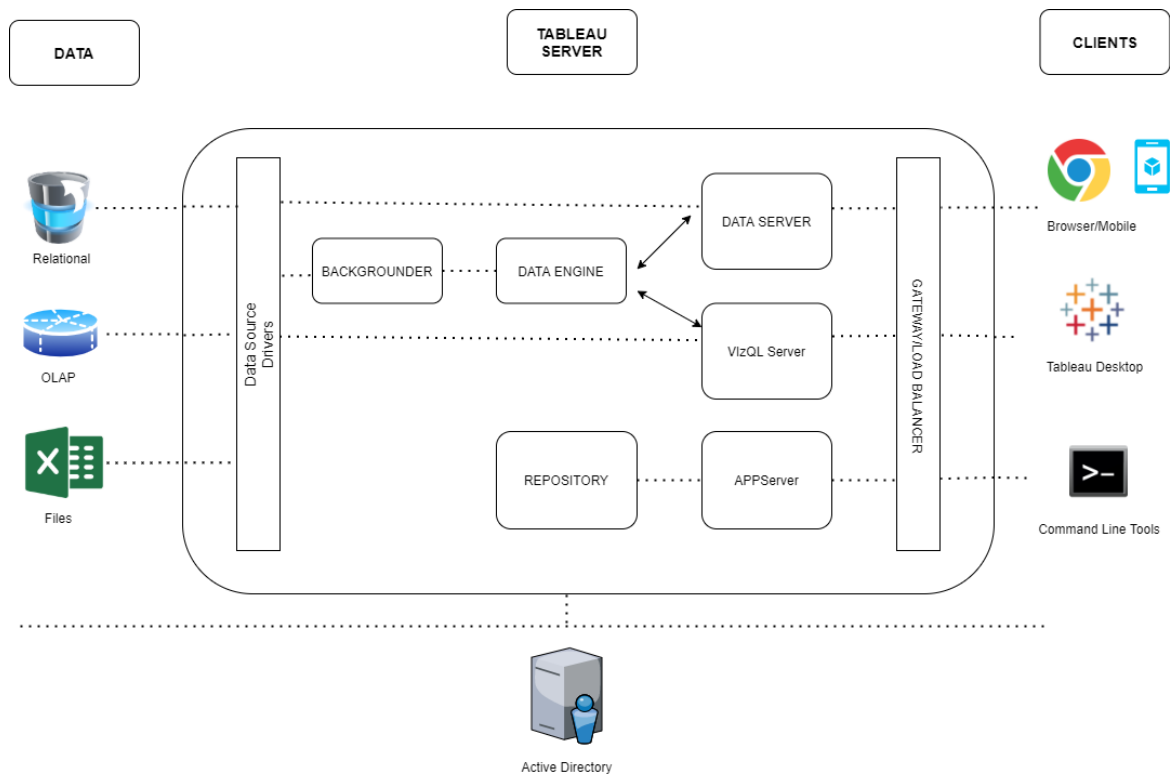 DATA
TABLEAU
SERVER
CLIENTS
Relational
OLAP
Files
Data Source
Drivers
BACKGROUNDER
DATA ENGINE
DATA SERVER
VIzQL Server
REPOSITORY
APPServer
GATEWAY/LOAD BALANCER
Browser/Mobile
Tableau Desktop
>-
Command Line Tools
X
Active Directory